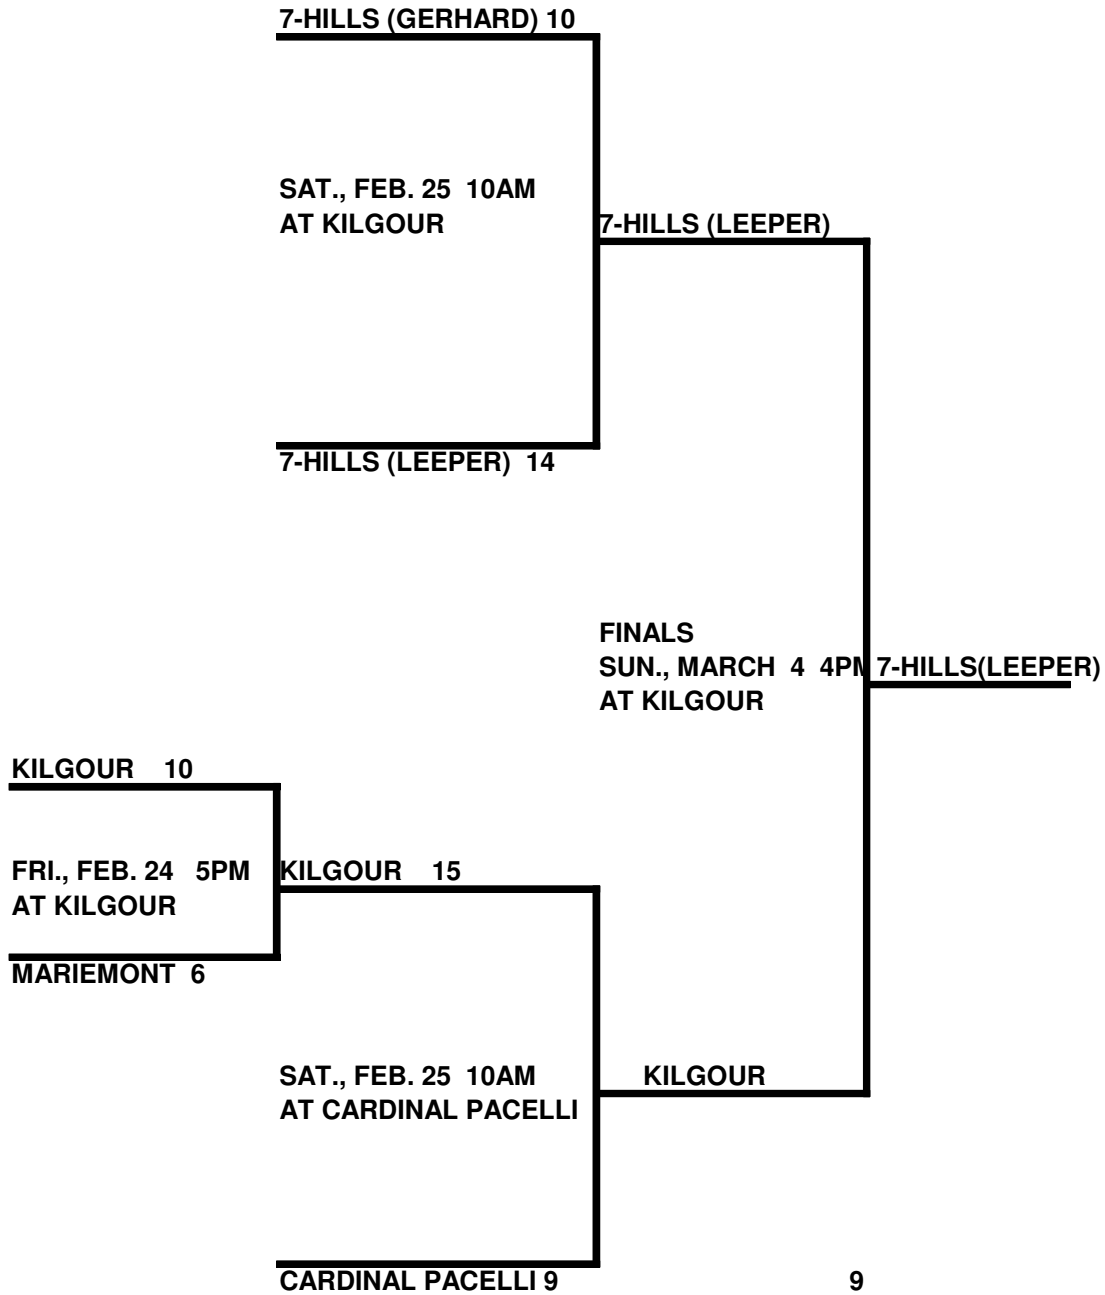 7-HILLS (GERHARD) 10
SAT., FEB. 25 10AM
AT KILGOUR
7-HILLS (LEEPER)
7-HILLS (LEEPER) 14
FINALS
SUN., MARCH 4 4PM 7-HILLS(LEEPER)
AT KILGOUR
KILGOUR 10
FRI., FEB. 24 5PM
AT KILGOUR
KILGOUR 15
MARIEMONT 6
SAT., FEB. 25 10AM
AT CARDINAL PACELLI
KILGOUR
CARDINAL PACELLI 9 9